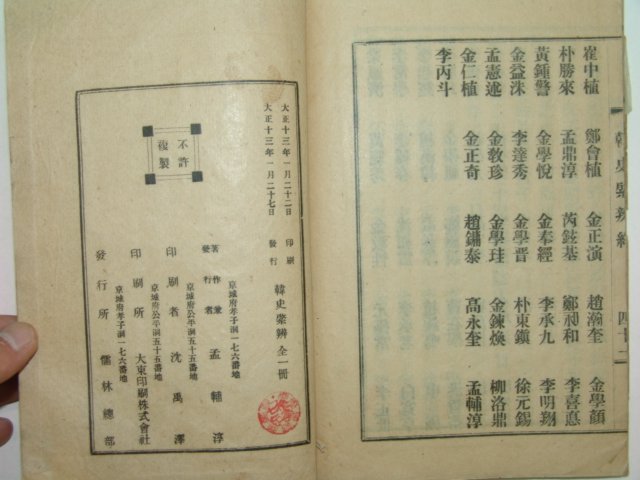 韓史綮辨終 四十二
崔中植 鄭會植 金正演 趙瀚奎 金學顔
朴勝來 孟鼎淳 芮鉉基 鄭昶和 李喜悳
黃鍾警 金學悅 金奉經 李承九 李明翔
金益洙 李達秀 金學晋 朴東鎭 徐元錫
孟憲述 金敎珍 金學珪 金鍊煥 柳洛鼎
金仁植 金正奇 趙鏞泰 高永奎 孟輔淳
李丙斗
大正十三年一月二十二日 印刷
大正十三年一月二十七日 發行
不許
複製
韓史綮辨 全一冊
京城府孝子洞一七六番地
著作兼
發行者 孟輔淳
京城府公平洞五十五番地
印刷者 沈禹澤
京城府公平洞五十五番地
印刷所 大東印刷株式會社
京城府孝子洞一七六番地
發行所 儒林總部